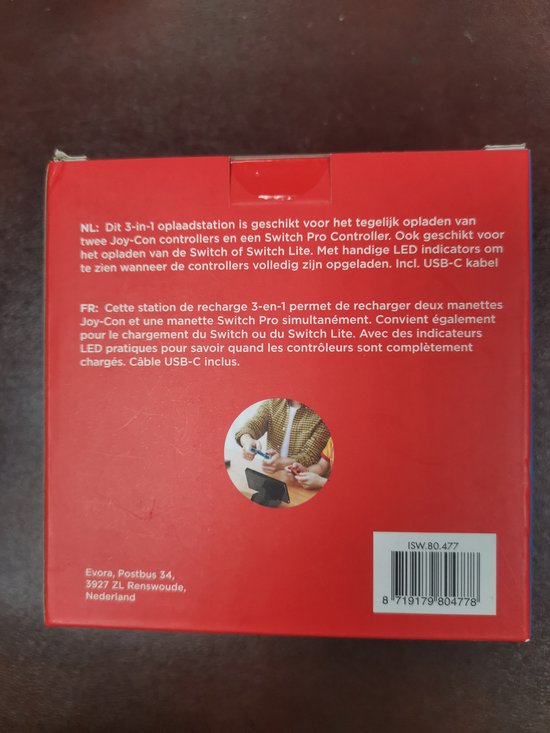 NL: Dit 3-in-1 oplaadstation is geschikt voor het tegelijk opladen van
twee Joy-Con controllers en een Switch Pro Controller. Ook geschikt voor
het opladen van de Switch of Switch Lite. Met handige LED indicators om
te zien wanneer de controllers volledig zijn opgeladen. Incl. USB-C kabel
FR: Cette station de recharge 3-en-1 permet de recharger deux manettes
Joy-Con et une manette Switch Pro simultanément. Convient également
pour le chargement du Switch ou du Switch Lite. Avec des indicateurs
LED pratiques pour savoir quand les contrôleurs sont complètement
chargés. Câble USB-C inclus.
ISW.80.477
8 719179 804778
Evora, Postbus 34,
3927 ZL Renswoude,
Nederland